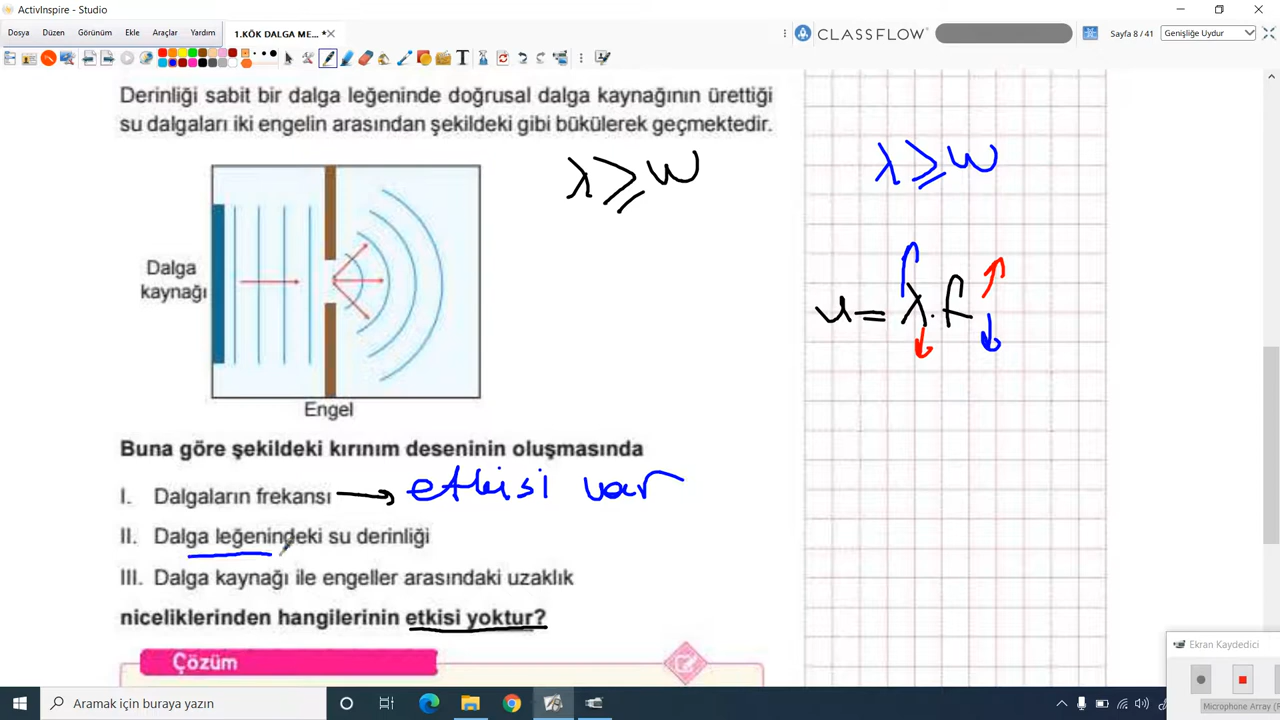 ActivInspire - Studio
Dosya Düzen Görünüm Ekle Araçlar Yardım
1.KÖK DALGA ME... *
CLASSFLOW
Sayfa 8 / 41
Genişliğe Uydur
Derinliği sabit bir dalga leğeninde doğrusal dalga kaynağının ürettiği
su dalgaları iki engelin arasından şekildeki gibi bükülerek geçmektedir.
λ ≥ w
λ ≥ w
Dalga
kaynağı
Engel
υ = λ . f
Buna göre şekildeki kırınım deseninin oluşmasında
I. Dalgaların frekansı → etkisi var
II. Dalga leğenindeki su derinliği
III. Dalga kaynağı ile engeller arasındaki uzaklık
niceliklerinden hangilerinin etkisi yoktur?
Çözüm
Ekran Kaydedici
Microphone Array (
Aramak için buraya yazın